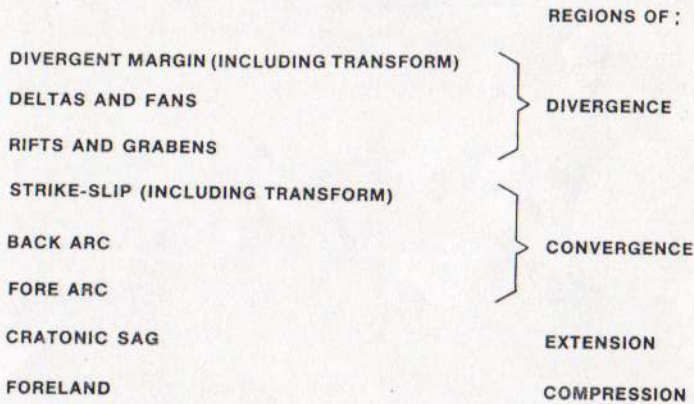 REGIONS OF:
DIVERGENT MARGIN (INCLUDING TRANSFORM)
DELTAS AND FANS
DIVERGENCE
RIFTS AND GRABENS
STRIKE-SLIP (INCLUDING TRANSFORM)
BACK ARC
CONVERGENCE
FORE ARC
CRATONIC SAG
EXTENSION
FORELAND
COMPRESSION